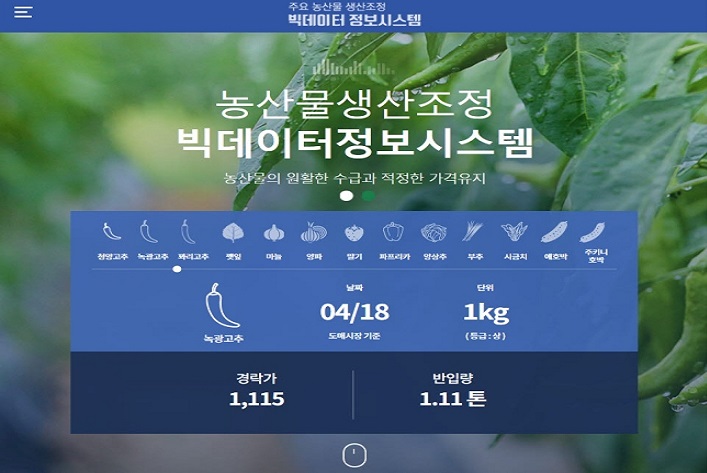 주요 농산물 생산조정
빅데이터 정보시스템
농산물생산조정
빅데이터정보시스템
농산물의 원활한 수급과 적정한 가격유지
청양고추 녹광고추 꽈리고추 깻잎 마늘 양파 딸기 파프리카 양상추 부추 시금치 애호박 쥬키니
호박
녹광고추
날짜
04/18
도매시장 기준
단위
1kg
( 등급 : 상 )
경락가
1,115
반입량
1.11 톤